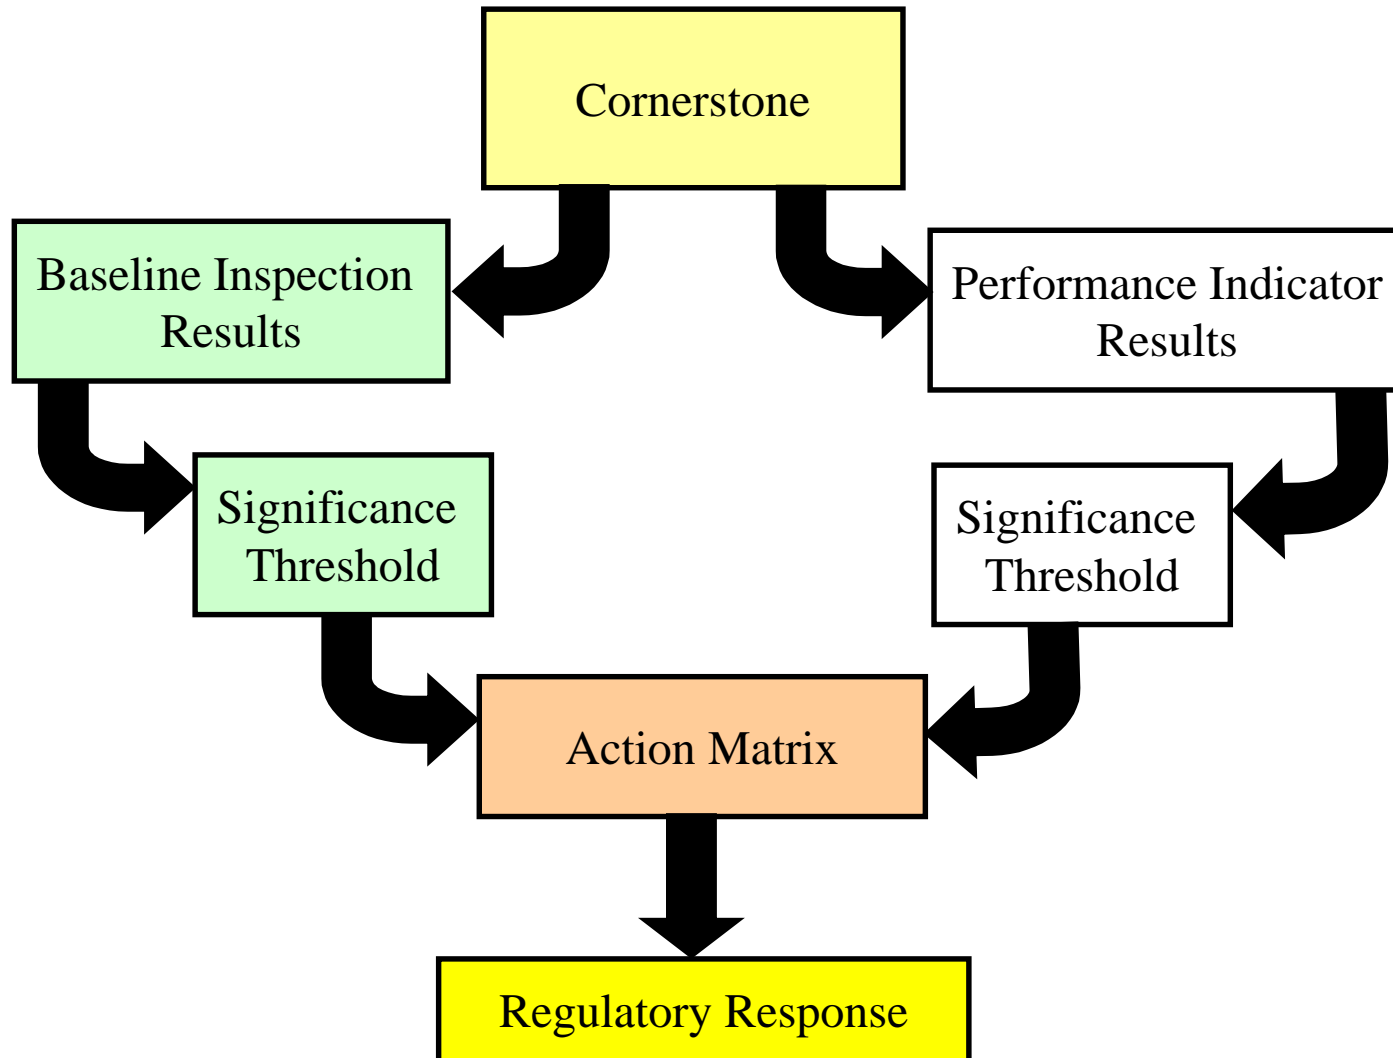 Cornerstone
Baseline Inspection
Results
Performance Indicator
Results
Significance
Threshold
Significance
Threshold
Action Matrix
Regulatory Response